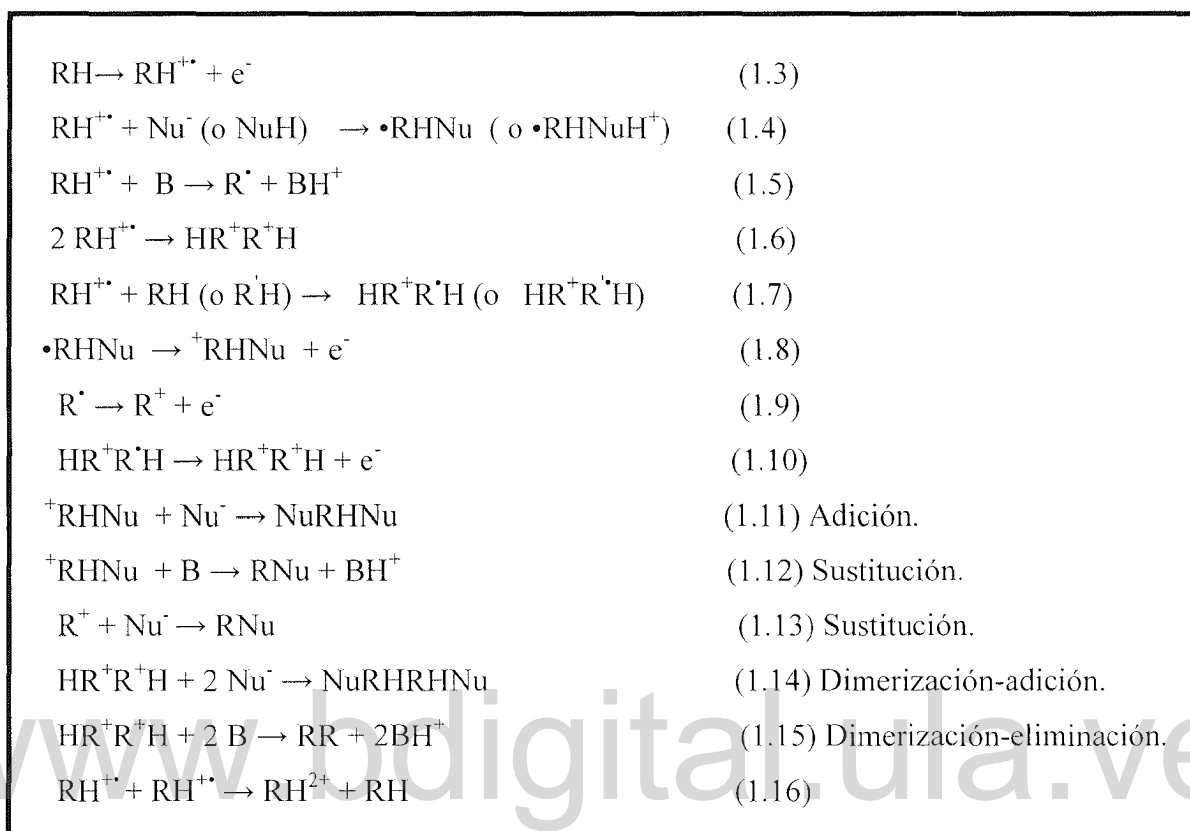 RH→ RH⁺• + e⁻ (1.3)
RH⁺• + Nu⁻ (o NuH) → •RHNu ( o •RHNuH⁺) (1.4)
RH⁺• + B → R• + BH⁺ (1.5)
2 RH⁺• → HR⁺R⁺H (1.6)
RH⁺• + RH (o R'H) → HR⁺R•H (o HR⁺R'•H) (1.7)
•RHNu → ⁺RHNu + e⁻ (1.8)
R• → R⁺ + e⁻ (1.9)
HR⁺R•H → HR⁺R⁺H + e⁻ (1.10)
⁺RHNu + Nu⁻ → NuRHNu (1.11) Adición.
⁺RHNu + B → RNu + BH⁺ (1.12) Sustitución.
R⁺ + Nu⁻ → RNu (1.13) Sustitución.
HR⁺R⁺H + 2 Nu⁻ → NuRHRHNu (1.14) Dimerización-adición.
HR⁺R⁺H + 2 B → RR + 2BH⁺ (1.15) Dimerización-eliminación.
RH⁺• + RH⁺• → RH²⁺ + RH (1.16)
www.bdigital.ula.ve